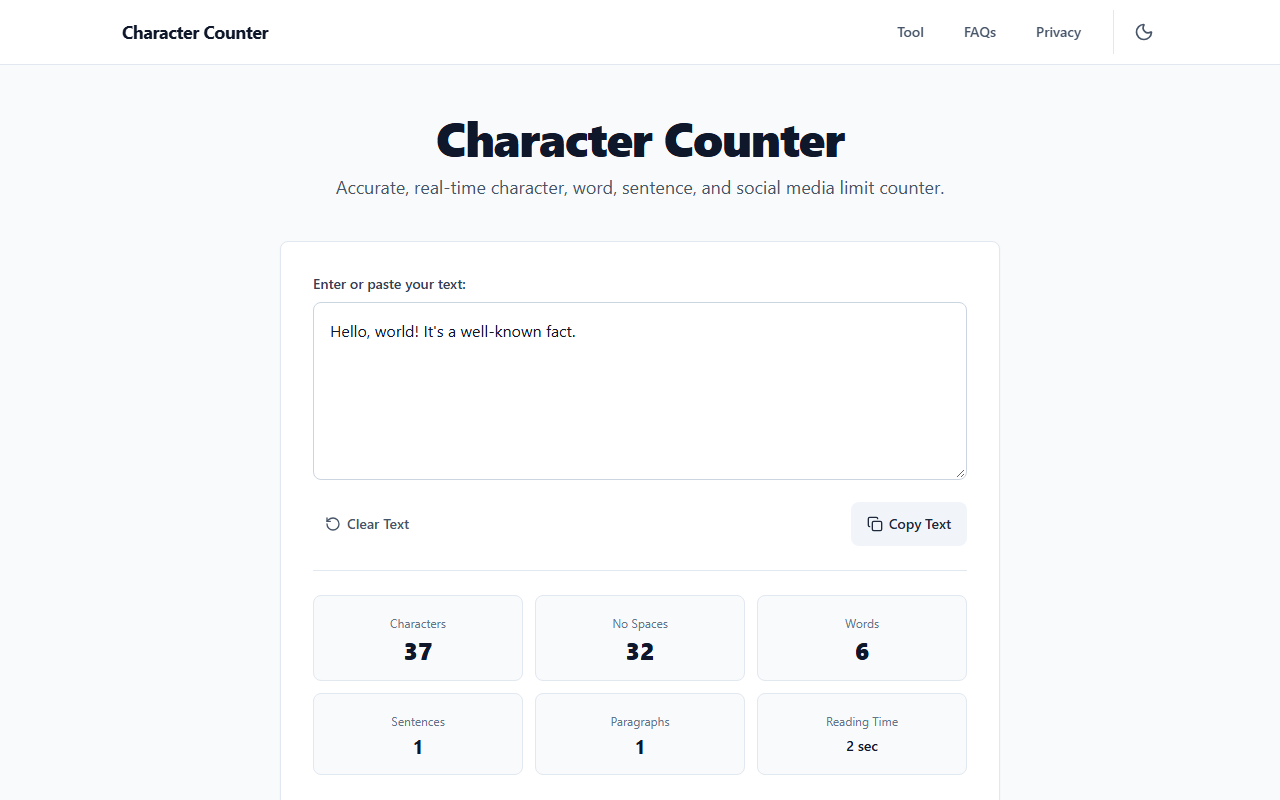 Character Counter
Tool FAQs Privacy
Character Counter
Accurate, real-time character, word, sentence, and social media limit counter.
Enter or paste your text:
Hello, world! It's a well-known fact.
Clear Text Copy Text
Characters No Spaces Words
37 32 6
Sentences Paragraphs Reading Time
1 1 2 sec